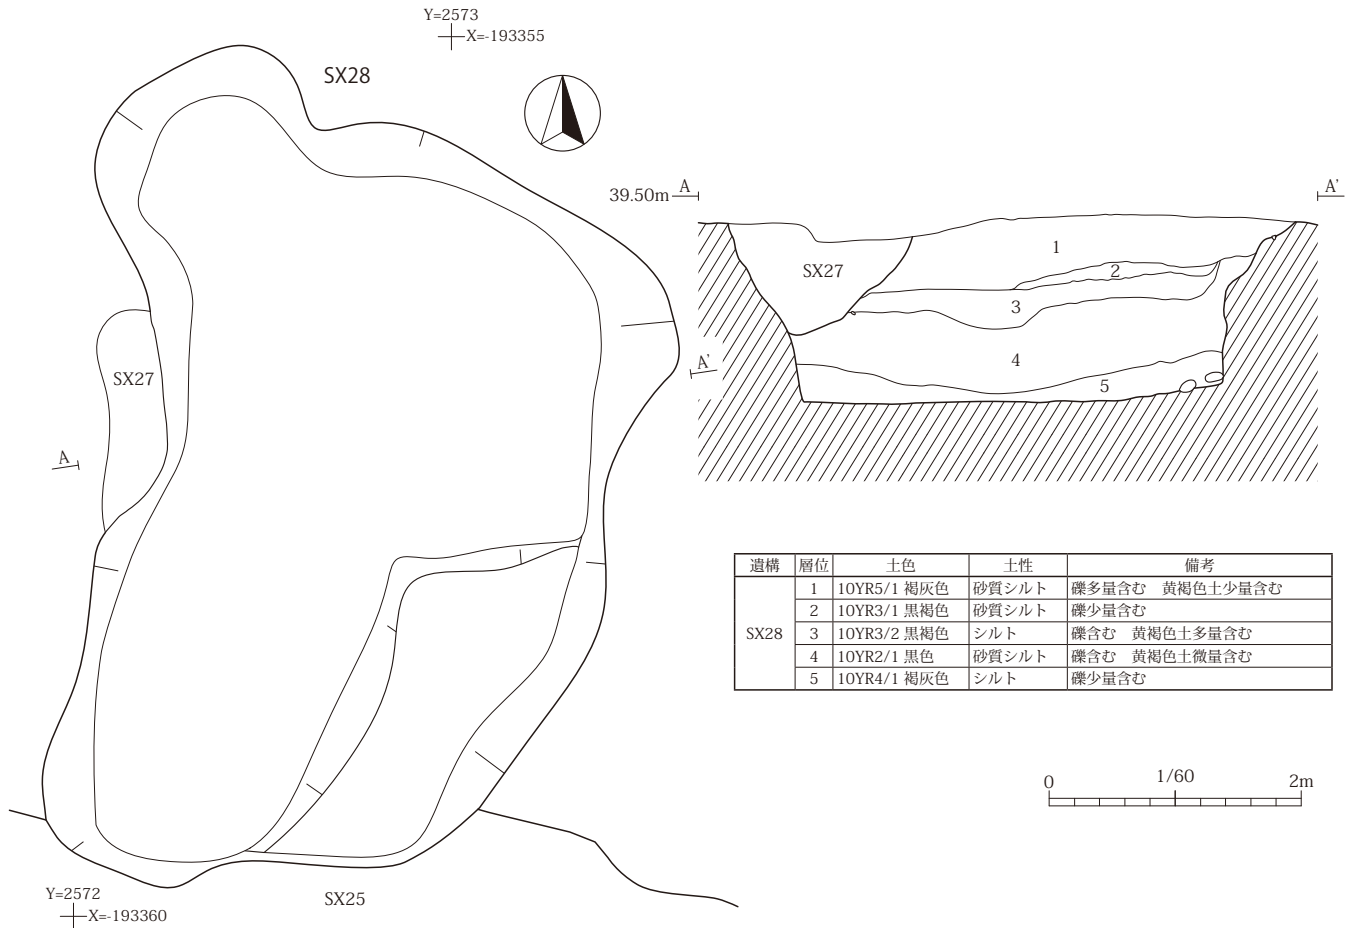 Y=2573
X=-193355
SX28
39.50m A
A'
1
2
SX27
3
4
5
A'
SX27
A
遺構 層位 土色 土性 備考
SX28
1 10YR5/1 褐灰色 砂質シルト 礫多量含む 黄褐色土少量含む
2 10YR3/1 黒褐色 砂質シルト 礫少量含む
3 10YR3/2 黒褐色 シルト 礫含む 黄褐色土多量含む
4 10YR2/1 黒色 砂質シルト 礫含む 黄褐色土微量含む
5 10YR4/1 褐灰色 シルト 礫少量含む
0 1/60 2m
Y=2572
X=-193360
SX25